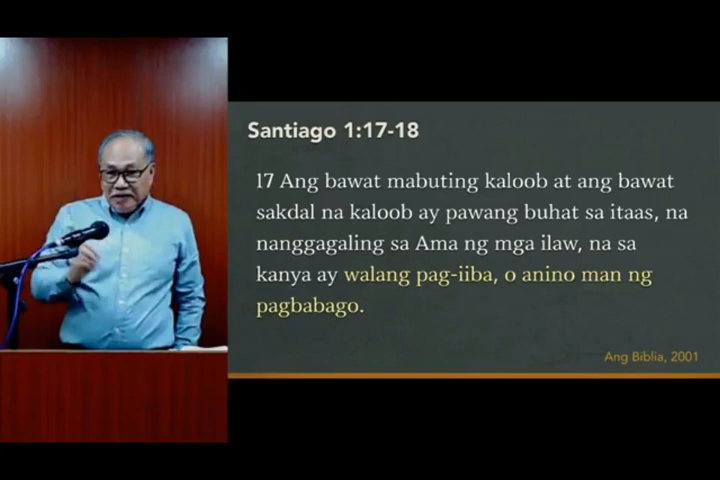 Santiago 1:17-18
17 Ang bawat mabuting kaloob at ang bawat
sakdal na kaloob ay pawang buhat sa itaas, na
nanggagaling sa Ama ng mga ilaw, na sa
kanya ay walang pag-iiba, o anino man ng
pagbabago.
Ang Biblia, 2001